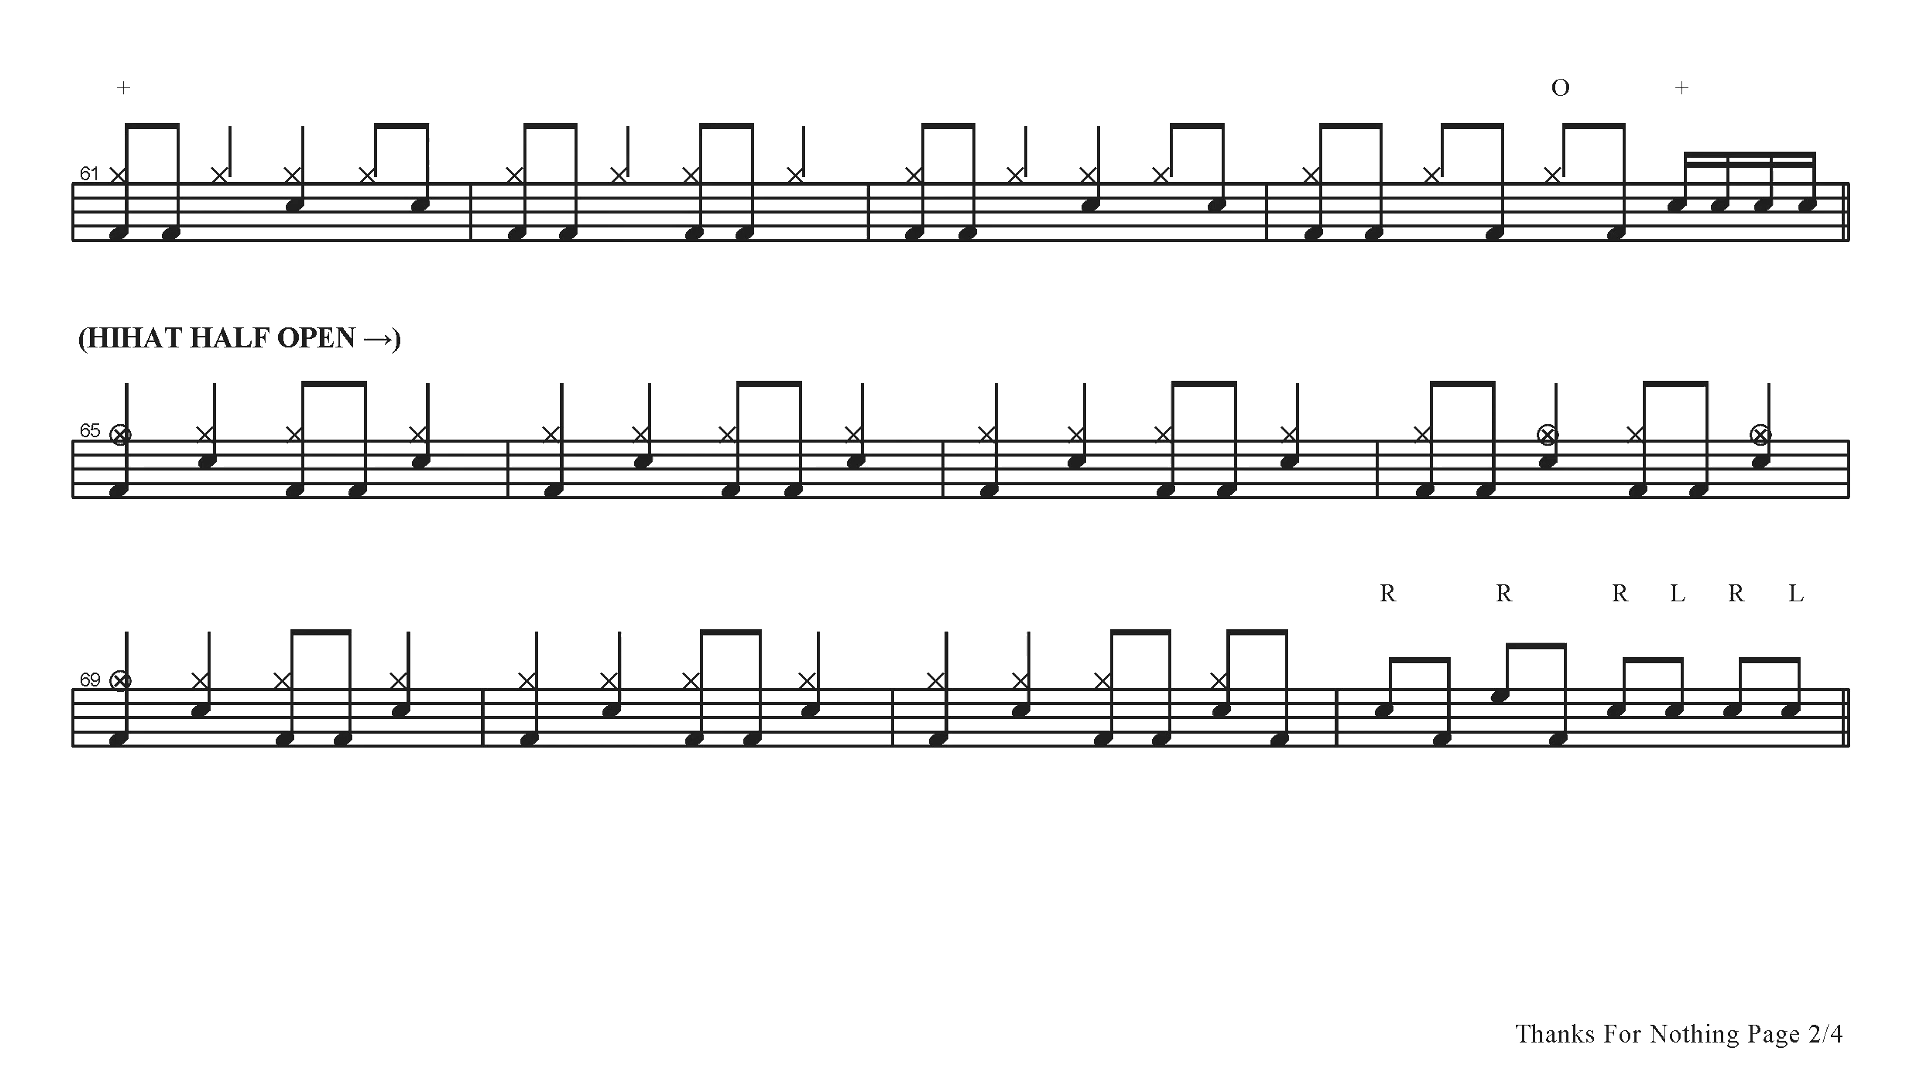 + O +
61
(HIHAT HALF OPEN →)
65
R R R L R L
69
Thanks For Nothing Page 2/4